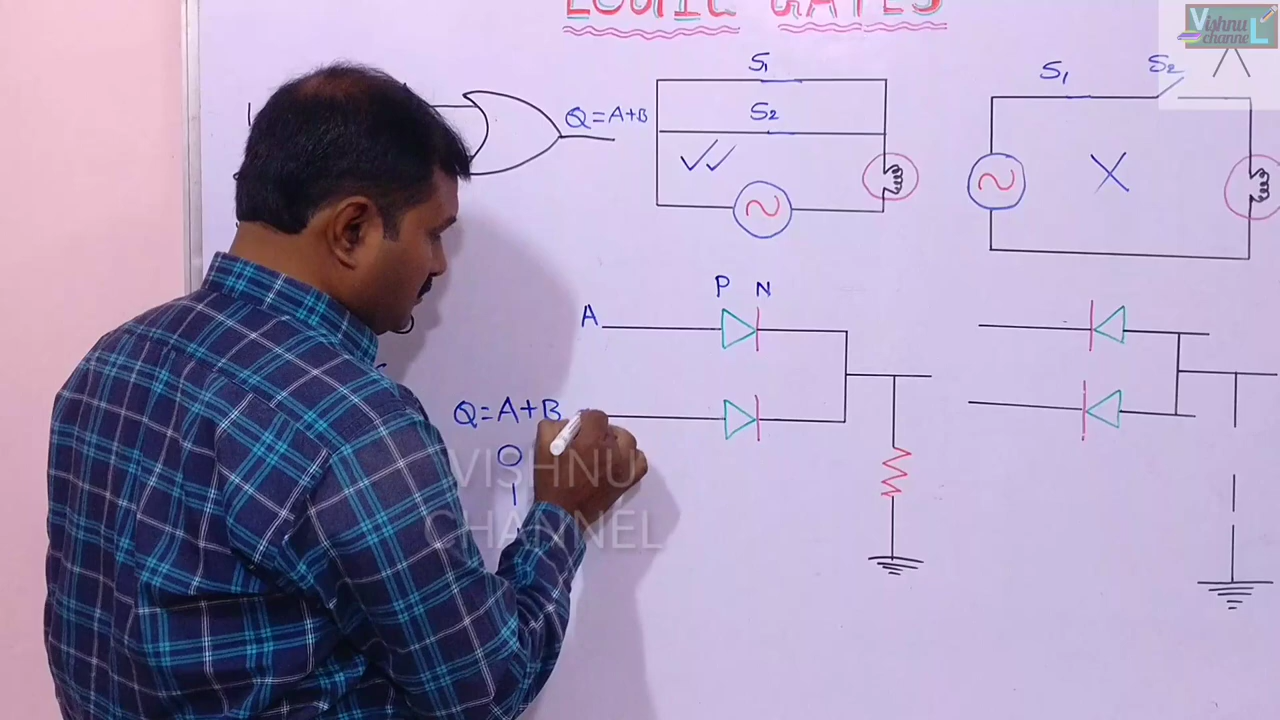 LOGIC GATES
Vishnu
channel
S1
S2
Q=A+B
S1
S2
P N
A
Q=A+B
0
1
VISHNU
CHANNEL